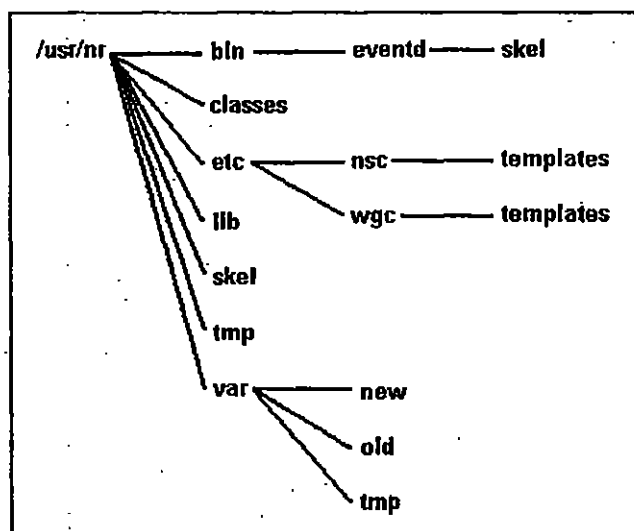 /usr/nr bin eventd skel
classes
etc nsc templates
lib wgc templates
skel
tmp
var new
old
tmp